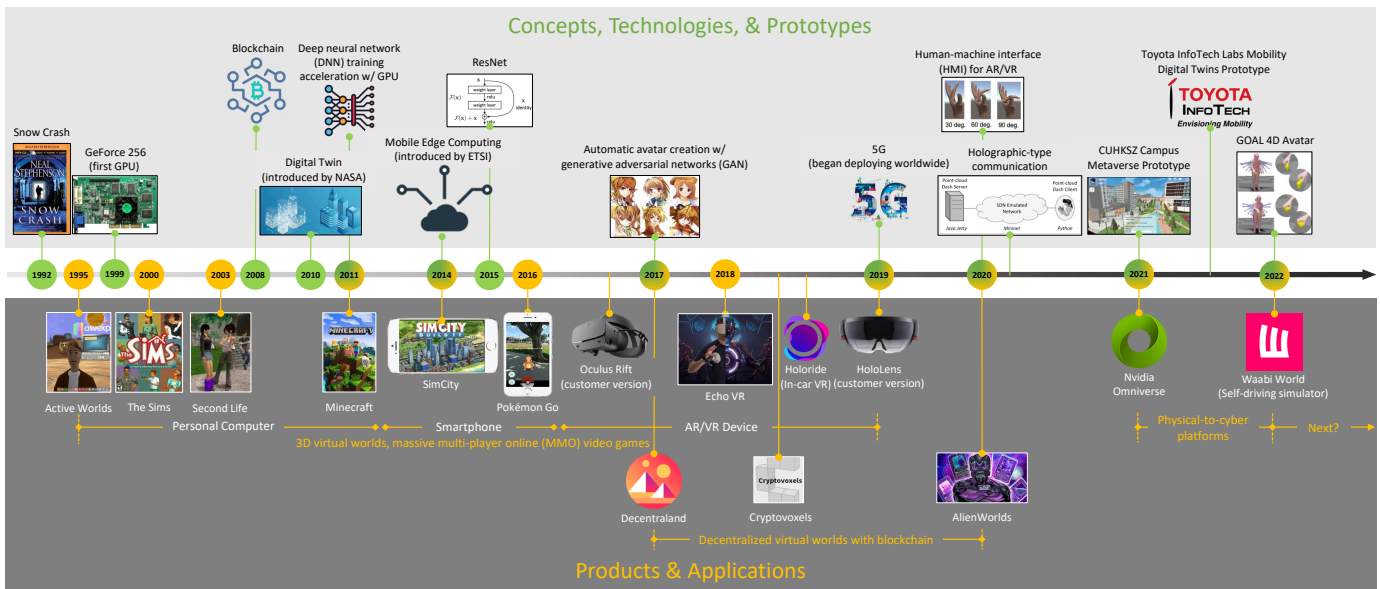 Concepts, Technologies, & Prototypes
Blockchain
Deep neural network
(DNN) training
acceleration w/ GPU
ResNet
x
weight layer
relu
weight layer
F(x)
x
identity
F(x) + x
relu
Human-machine interface
(HMI) for AR/VR
30 deg.
60 deg.
90 deg.
Toyota InfoTech Labs Mobility
Digital Twins Prototype
TOYOTA
INFOTECH
Envisioning Mobility
Snow Crash
NEAL
STEPHENSON
SNOW
CRASH
GeForce 256
(first GPU)
Digital Twin
(introduced by NASA)
Mobile Edge Computing
(introduced by ETSI)
Automatic avatar creation w/
generative adversarial networks (GAN)
5G
(began deploying worldwide)
5G
Holographic-type
communication
Point-cloud
Dash Server
Point-cloud
Dash Client
SDN Emulated
Network
Java Jetty
Mininet
Python
CUHKSZ Campus
Metaverse Prototype
GOAL 4D Avatar
1992
1995
1999
2000
2003
2008
2010
2011
2014
2015
2016
2017
2018
2019
2020
2021
2022
Active Worlds
The SIMS
The Sims
Second Life
MINECRAFT
Minecraft
SIMCITY
BUILDIT
SimCity
Pokémon Go
Oculus Rift
(customer version)
Echo VR
Holoride
(In-car VR)
HoloLens
(customer version)
Nvidia
Omniverse
Waabi World
(Self-driving simulator)
Personal Computer
Smartphone
AR/VR Device
3D virtual worlds, massive multi-player online (MMO) video games
Physical-to-cyber
platforms
Next?
Decentraland
Cryptovoxels
Cryptovoxels
AlienWorlds
Decentralized virtual worlds with blockchain
Products & Applications